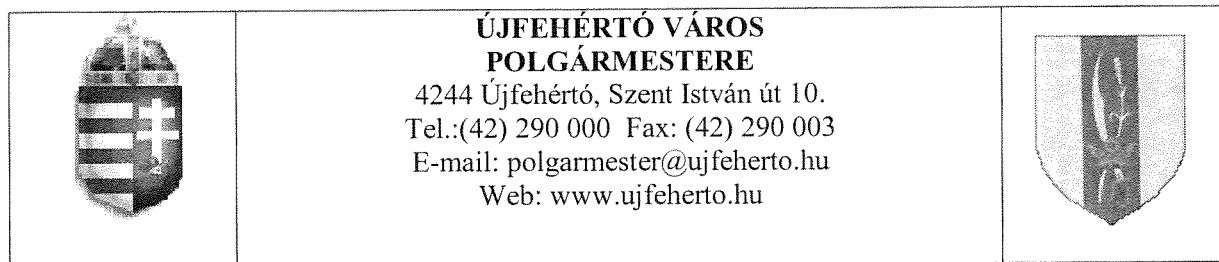 ÚJFEHÉRTÓ VÁROS
POLGÁRMESTERE
4244 Újfehértó, Szent István út 10.
Tel.:(42) 290 000 Fax: (42) 290 003
E-mail: polgarmester@ujfeherto.hu
Web: www.ujfeherto.hu